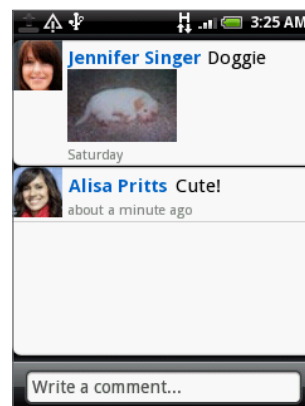 H 3:25 AM
Jennifer Singer Doggie
Saturday
Alisa Pritts Cute!
about a minute ago
Write a comment...